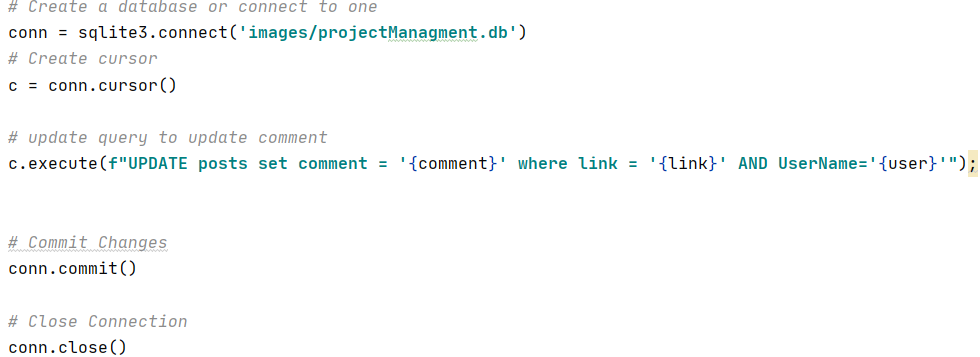 # Create a database or connect to one
conn = sqlite3.connect('images/projectManagment.db')
# Create cursor
c = conn.cursor()
# update query to update comment
c.execute(f"UPDATE posts set comment = '{comment}' where link = '{link}' AND UserName='{user}'");
# Commit Changes
conn.commit()
# Close Connection
conn.close()